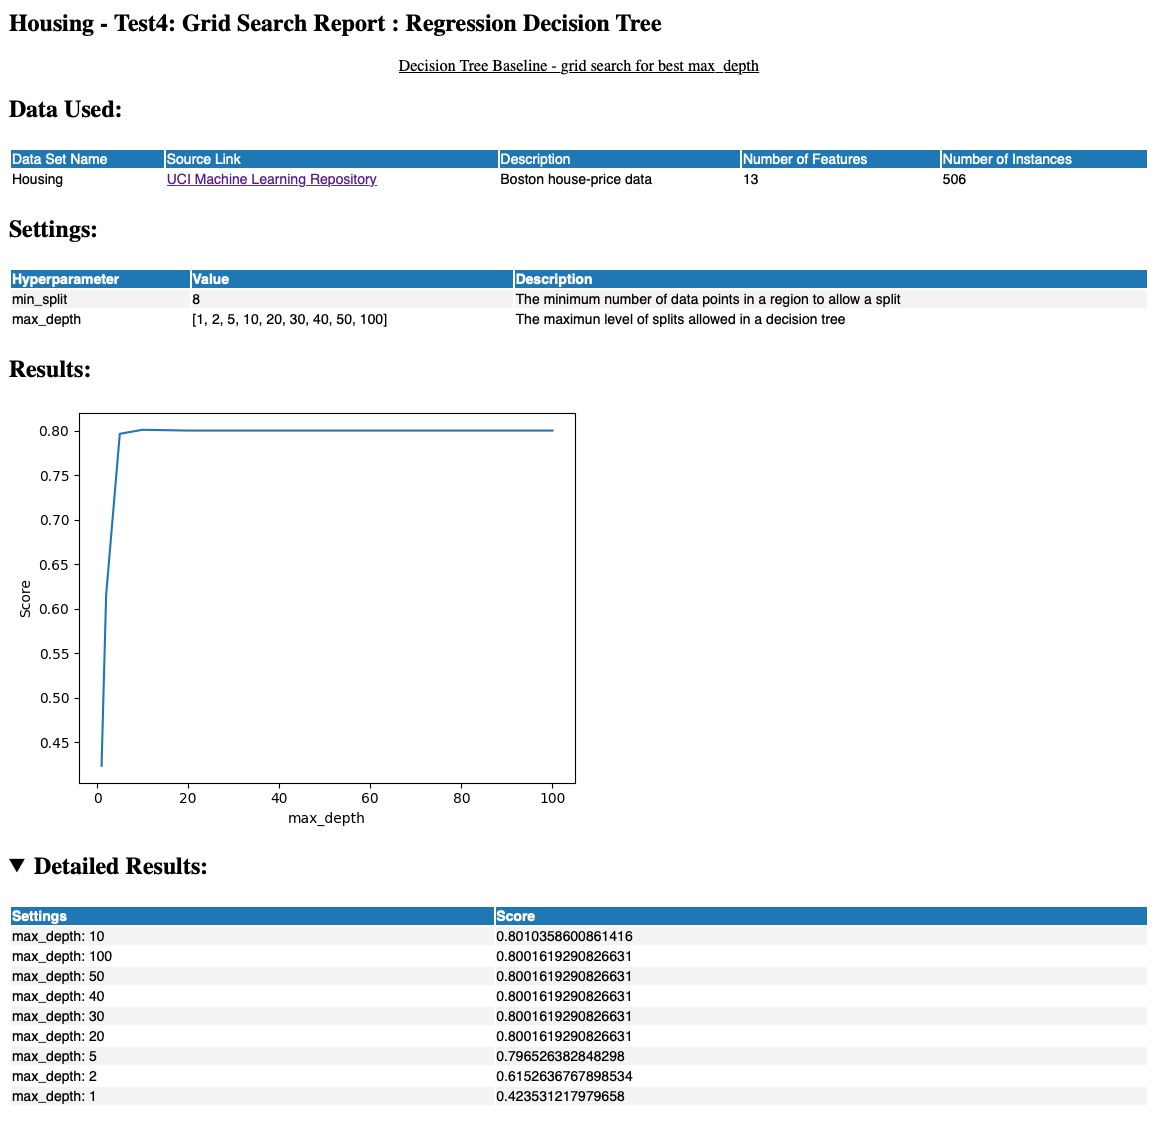 Housing - Test4: Grid Search Report : Regression Decision Tree
Decision Tree Baseline - grid search for best max_depth
Data Used:
Data Set Name Source Link Description Number of Features Number of Instances
Housing UCI Machine Learning Repository Boston house-price data 13 506
Settings:
Hyperparameter Value Description
min_split 8 The minimum number of data points in a region to allow a split
max_depth [1, 2, 5, 10, 20, 30, 40, 50, 100] The maximun level of splits allowed in a decision tree
Results:
0.80
0.75
0.70
0.65
0.60
0.55
0.50
0.45
Score
0 20 40 60 80 100
max_depth
▼ Detailed Results:
Settings Score
max_depth: 10 0.8010358600861416
max_depth: 100 0.8001619290826631
max_depth: 50 0.8001619290826631
max_depth: 40 0.8001619290826631
max_depth: 30 0.8001619290826631
max_depth: 20 0.8001619290826631
max_depth: 5 0.796526382848298
max_depth: 2 0.6152636767898534
max_depth: 1 0.423531217979658